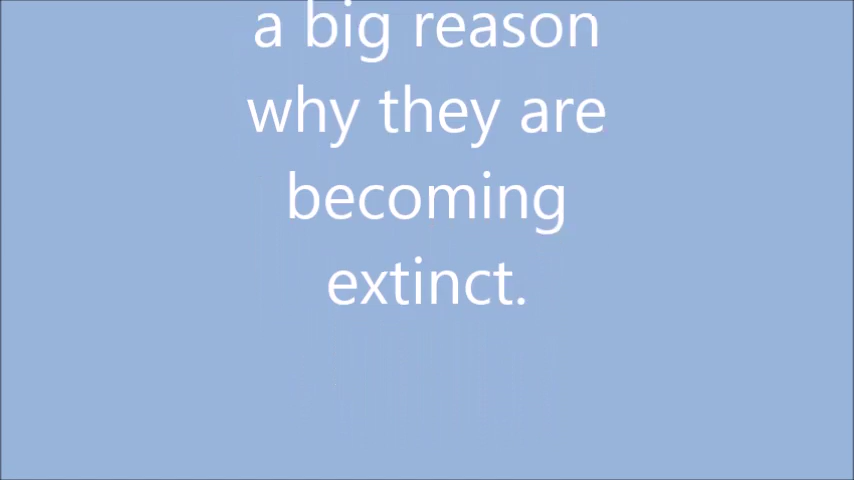 a big reason
why they are
becoming
extinct.